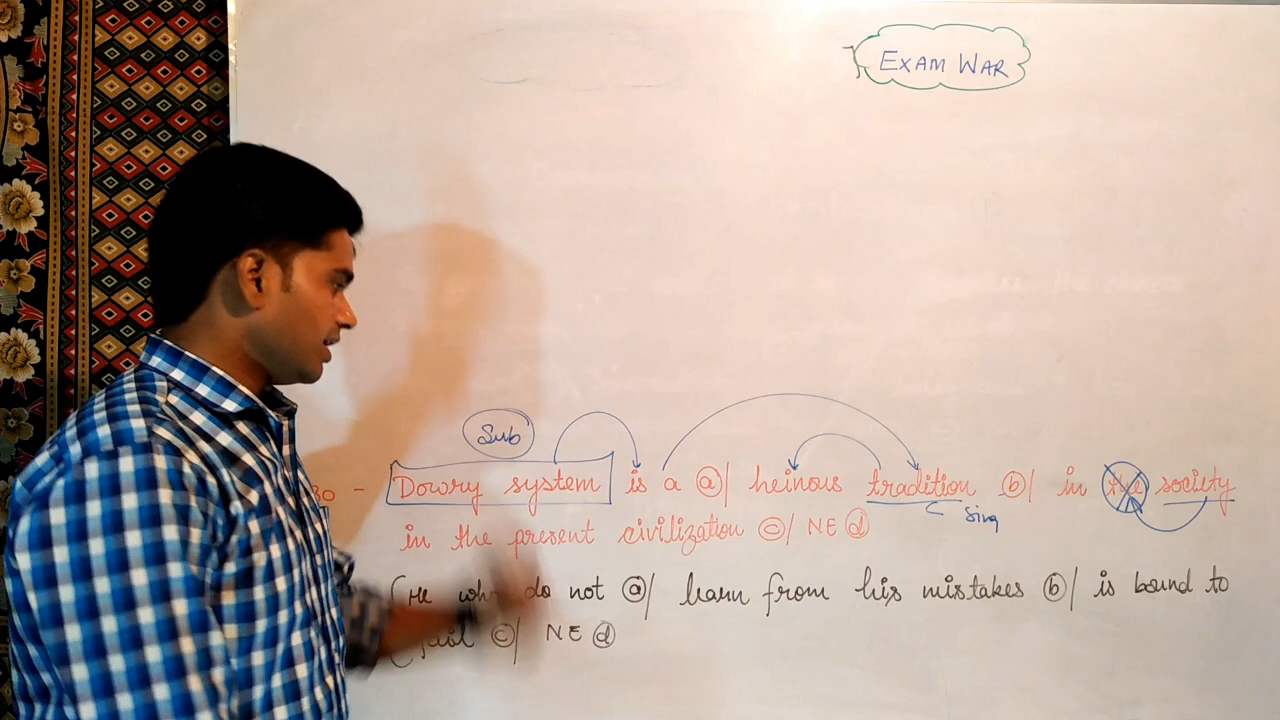 EXAM WAR
Sub
30 - Dowry system is a (a)/ heinous tradition (b)/ in the society
Sing
in the present civilization (c)/ NE (d)
(He who do not (a)/ learn from his mistakes (b)/ is bound to
fail (c)/ NE (d)